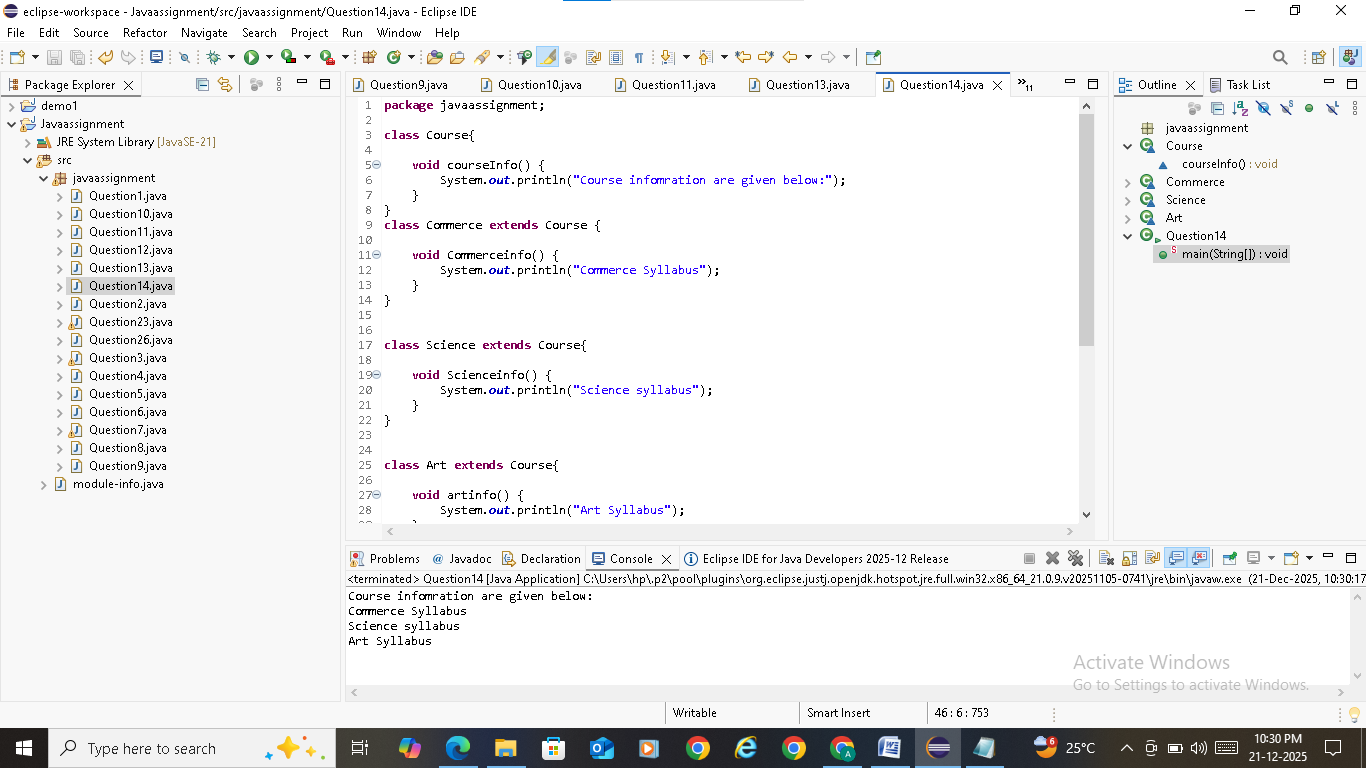 eclipse-workspace - Javaassignment/src/javaassignment/Question14.java - Eclipse IDE
File Edit Source Refactor Navigate Search Project Run Window Help
Package Explorer
demo1
Javaassignment
JRE System Library [JavaSE-21]
src
javaassignment
Question1.java
Question10.java
Question11.java
Question12.java
Question13.java
Question14.java
Question2.java
Question23.java
Question26.java
Question3.java
Question4.java
Question5.java
Question6.java
Question7.java
Question8.java
Question9.java
module-info.java
Question9.java Question10.java Question11.java Question13.java Question14.java »11
1 package javaassignment;
2
3 class Course{
4
5 void courseInfo() {
6 System.out.println("Course infomration are given below:");
7 }
8 }
9 class Commerce extends Course {
10
11 void Commerceinfo() {
12 System.out.println("Commerce Syllabus");
13 }
14 }
15
16
17 class Science extends Course{
18
19 void Scienceinfo() {
20 System.out.println("Science syllabus");
21 }
22 }
23
24
25 class Art extends Course{
26
27 void artinfo() {
28 System.out.println("Art Syllabus");
Outline Task List
javaassignment
Course
courseInfo() : void
Commerce
Science
Art
Question14
main(String[]) : void
Problems Javadoc Declaration Console Eclipse IDE for Java Developers 2025-12 Release
<terminated> Question14 [Java Application] C:\Users\hp\.p2\pool\plugins\org.eclipse.justj.openjdk.hotspot.jre.full.win32.x86_64_21.0.9.v20251105-0741\jre\bin\javaw.exe (21-Dec-2025, 10:30:17
Course infomration are given below:
Commerce Syllabus
Science syllabus
Art Syllabus
Activate Windows
Go to Settings to activate Windows.
Writable Smart Insert 46 : 6 : 753
Type here to search
6 25°C 10:30 PM
21-12-2025